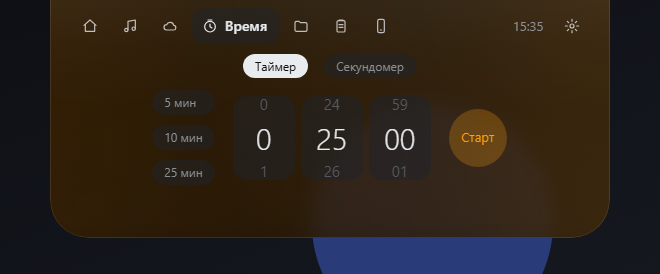 Время 15:35
Таймер Секундомер
5 мин
10 мин
25 мин
0 24 59
0 25 00
1 26 01
Старт